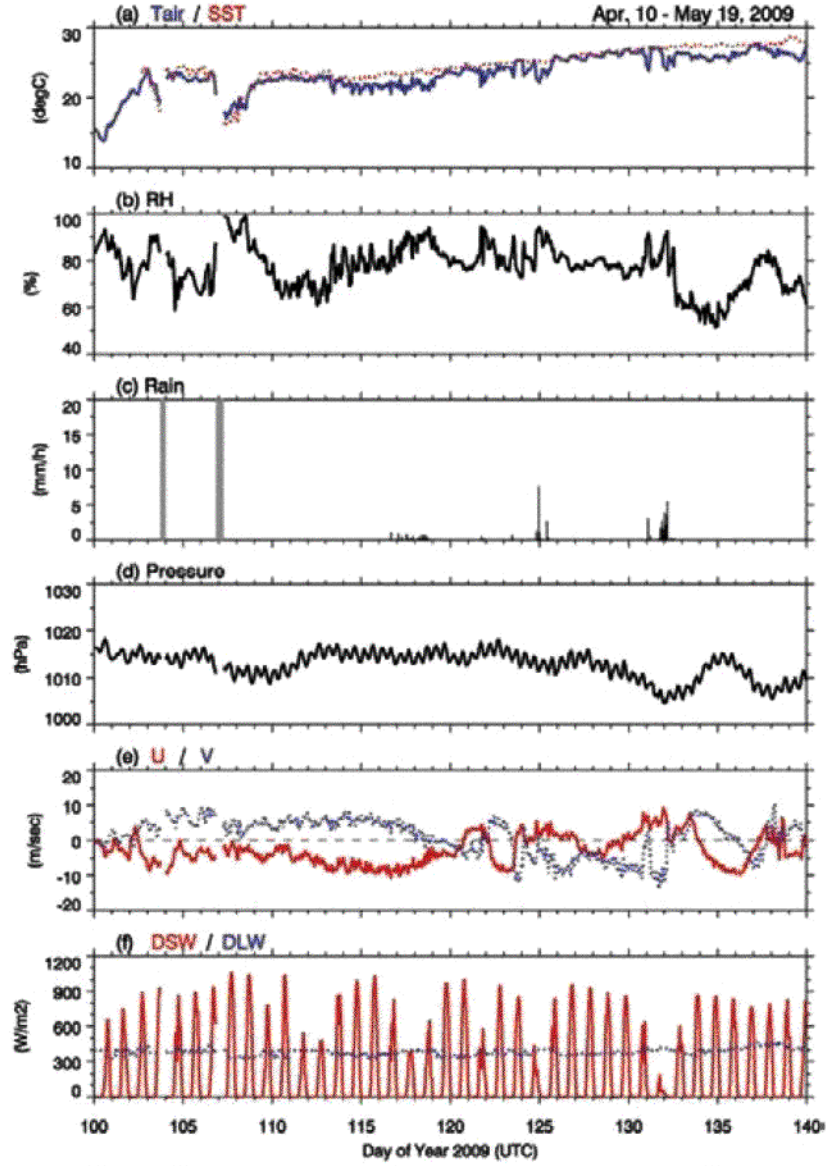 (a) Tair / SST Apr. 10 - May 19, 2009
30
20
10
(degC)
(b) RH
100
80
60
40
(%)
(c) Rain
20
15
10
5
0
(mm/h)
(d) Pressure
1030
1020
1010
1000
(hPa)
(e) U / V
20
10
0
-10
-20
(m/sec)
(f) DSW / DLW
1200
900
600
300
0
(W/m2)
100 105 110 115 120 125 130 135 140
Day of Year 2009 (UTC)